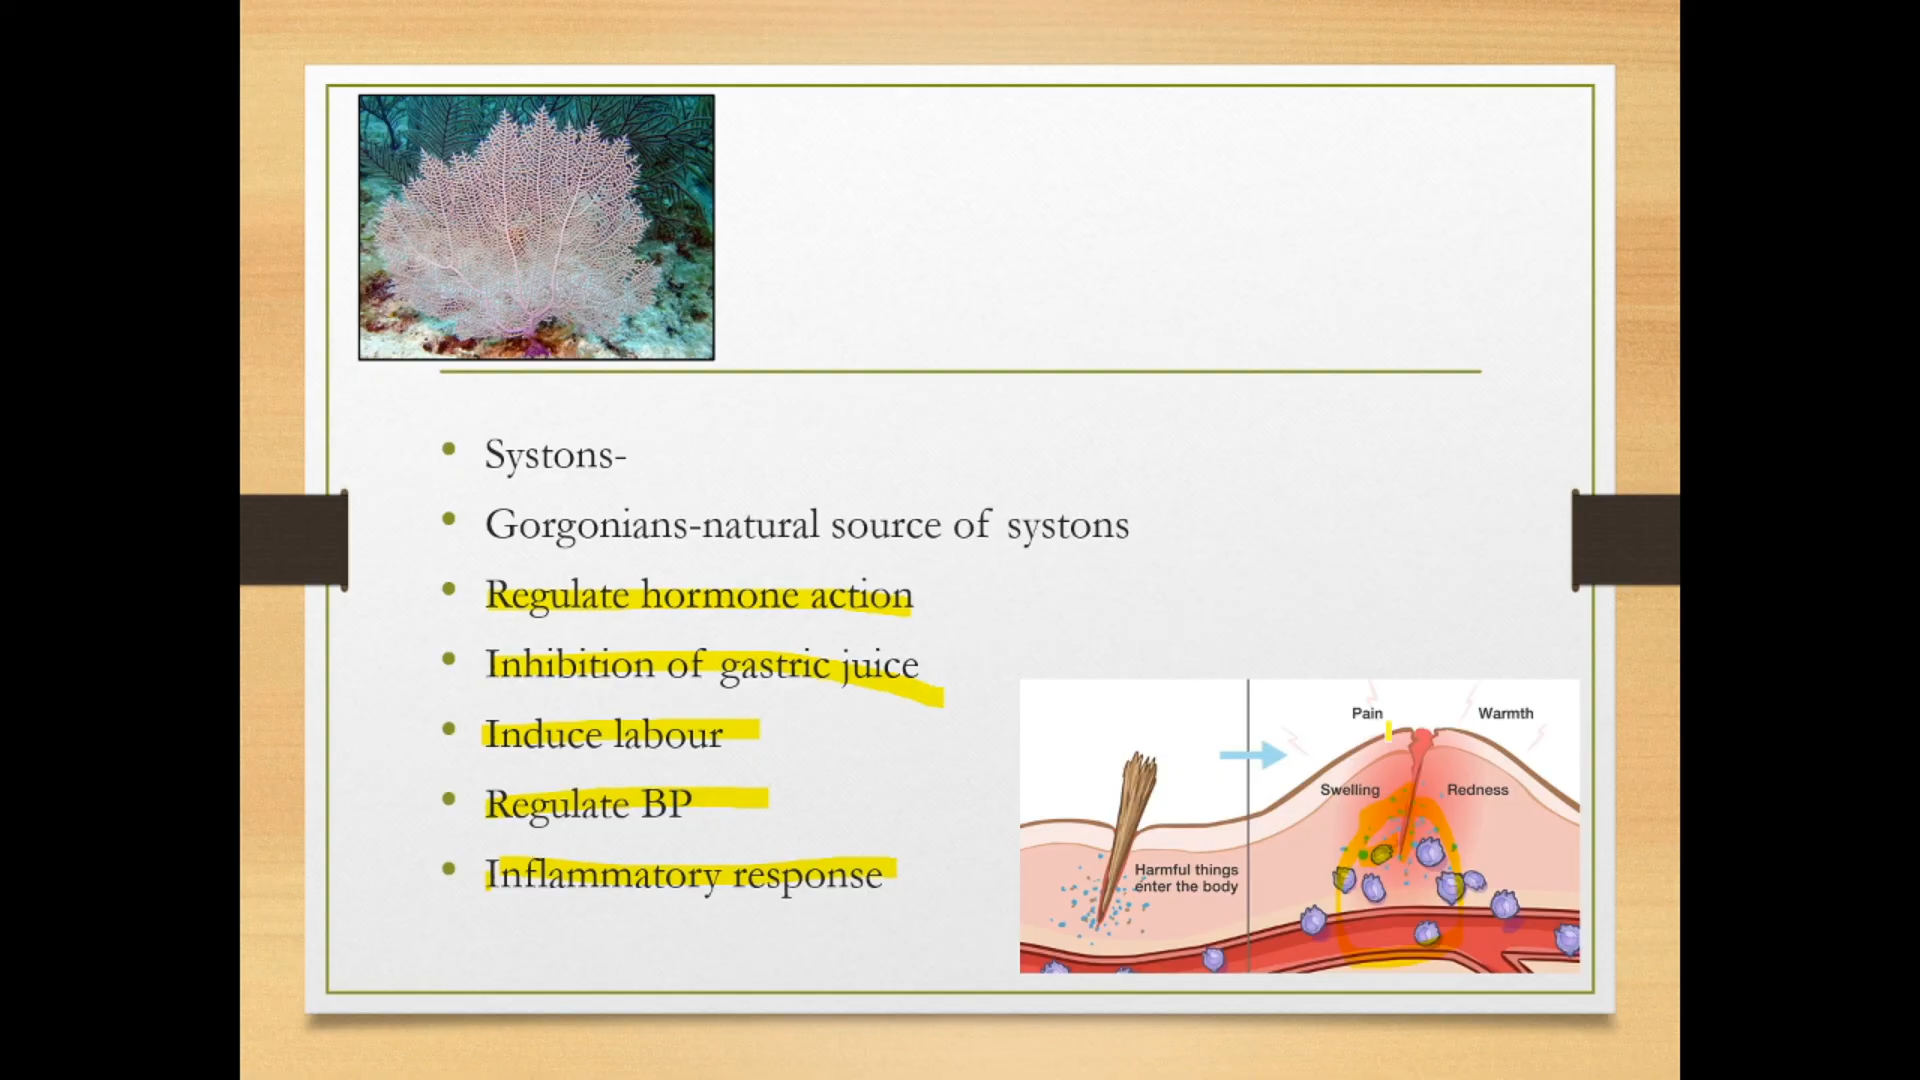 Systons-
Gorgonians-natural source of systons
Regulate hormone action
Inhibition of gastric juice
Induce labour
Regulate BP
Inflammatory response
Pain
Warmth
Swelling
Redness
Harmful things
enter the body